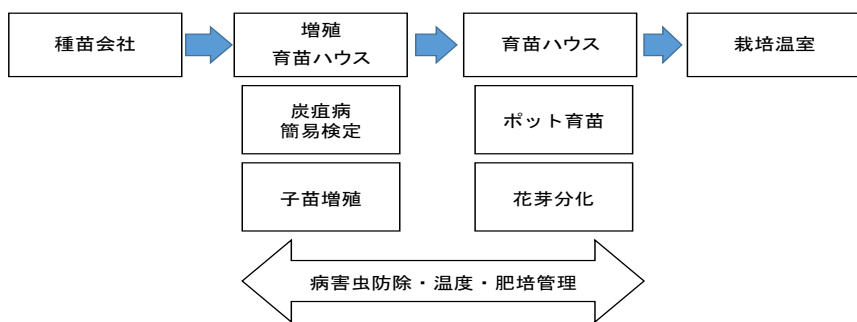 種苗会社
増殖
育苗ハウス
育苗ハウス
栽培温室
炭疽病
簡易検定
ポット育苗
子苗増殖
花芽分化
病害虫防除・温度・肥培管理